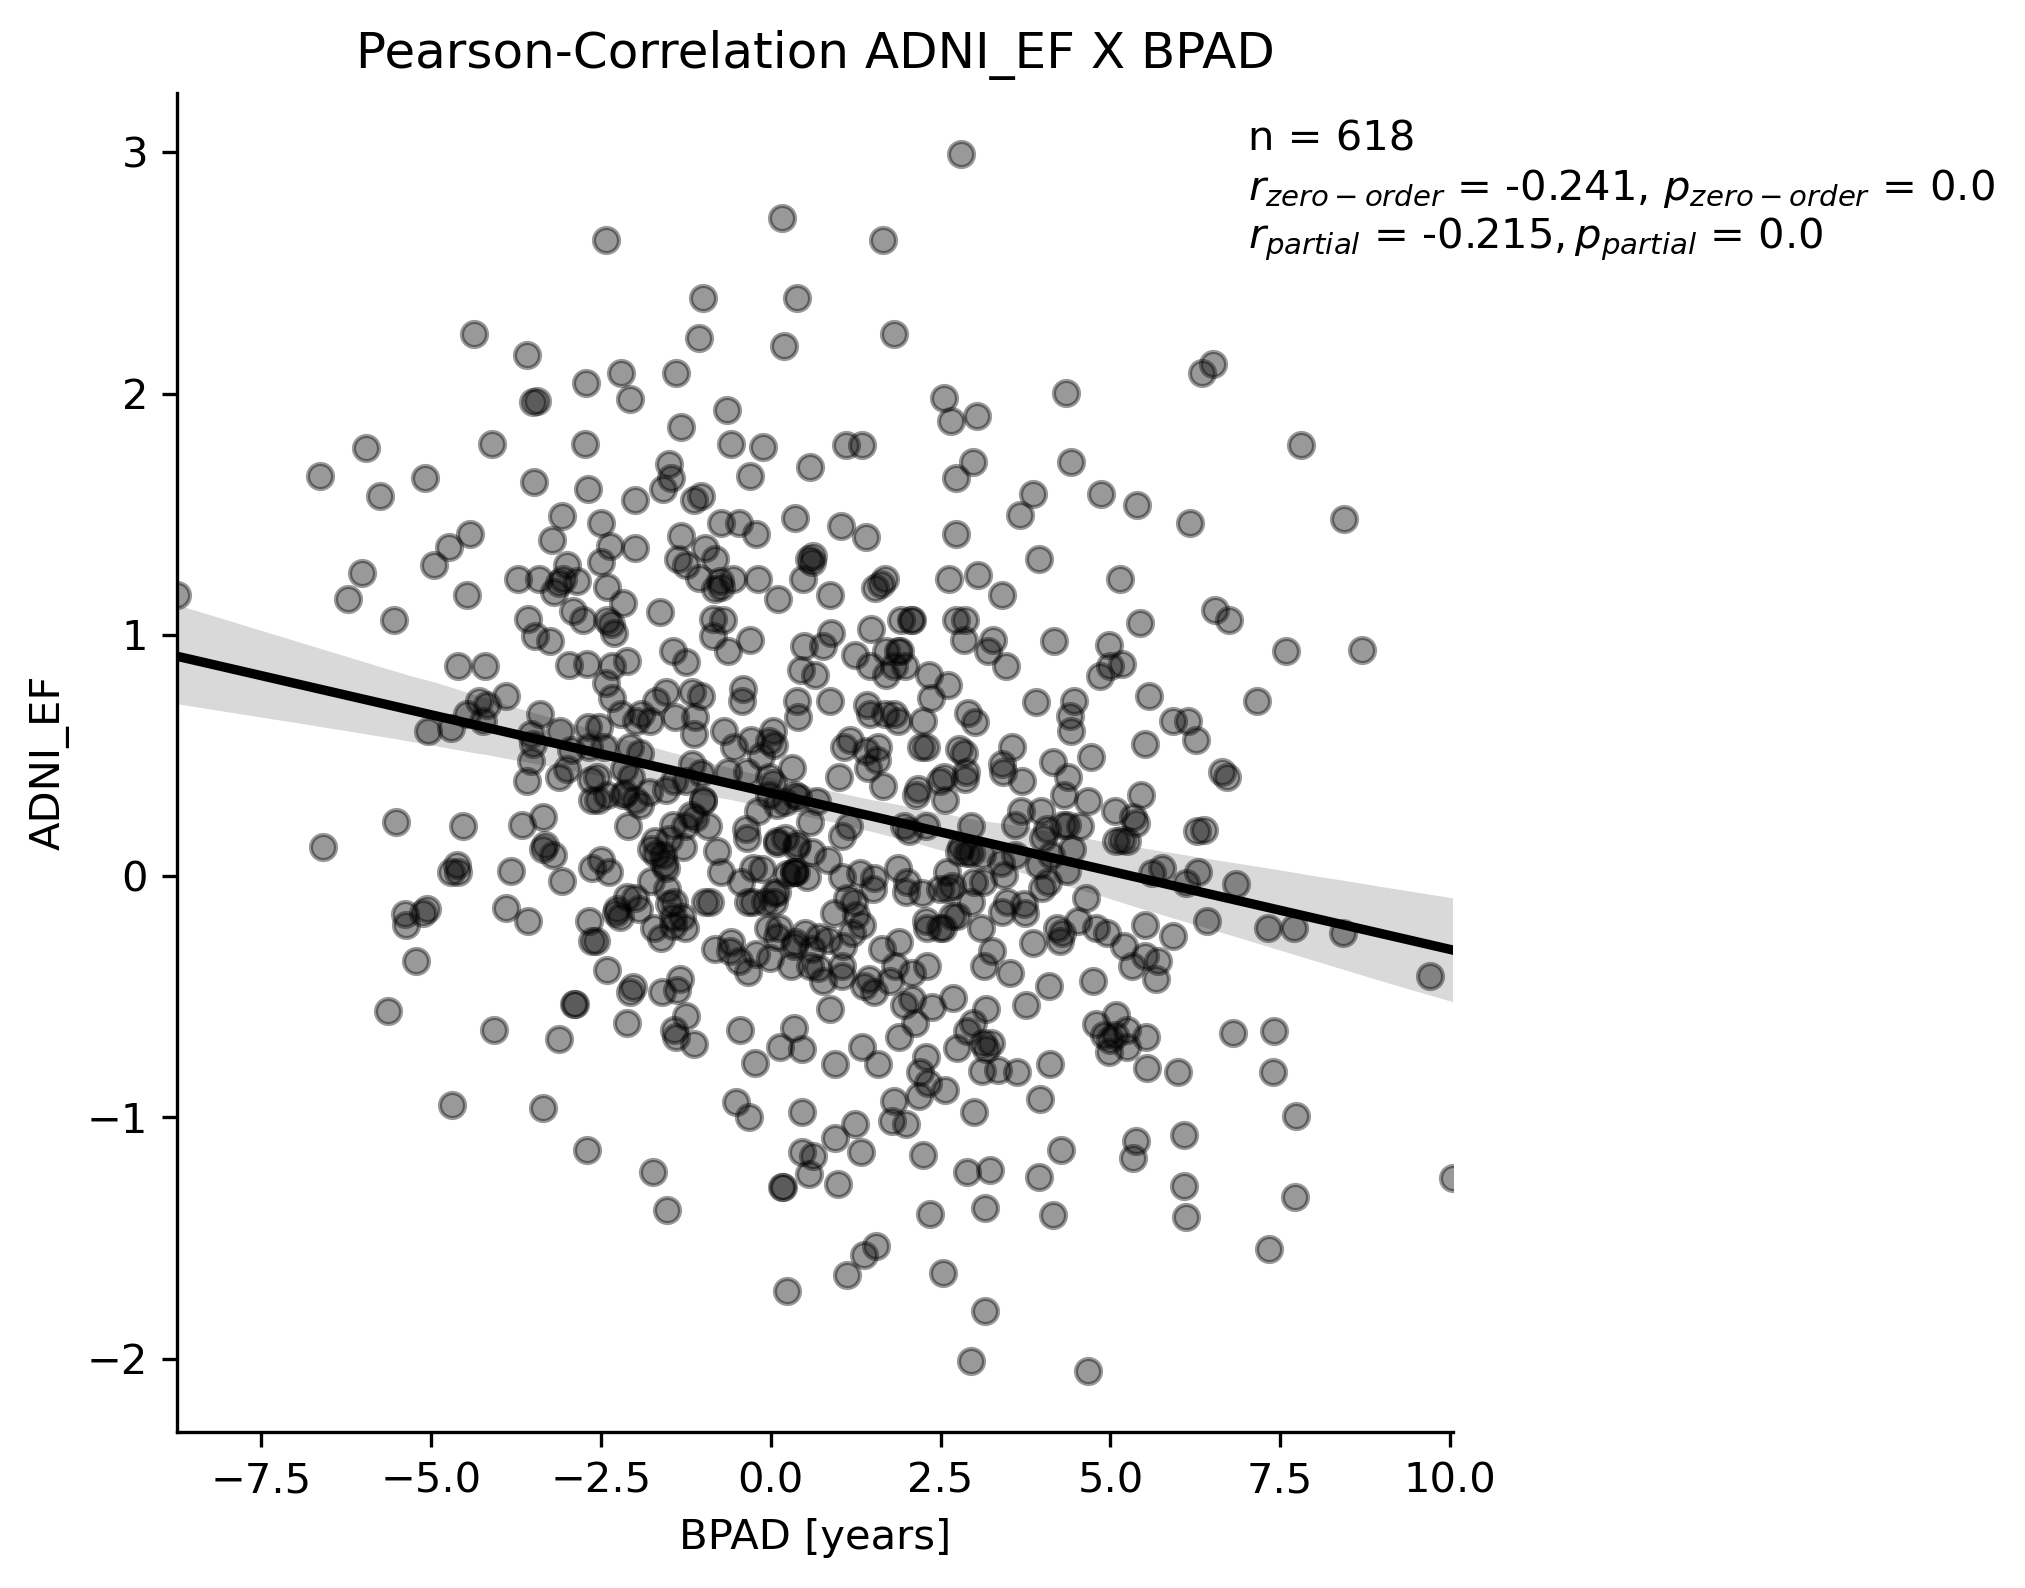 Pearson-Correlation ADNI_EF X BPAD
n = 618
r_zero−order = -0.241, p_zero−order = 0.0
r_partial = -0.215, p_partial = 0.0
ADNI_EF
3
2
1
0
−1
−2
−7.5 −5.0 −2.5 0.0 2.5 5.0 7.5 10.0
BPAD [years]